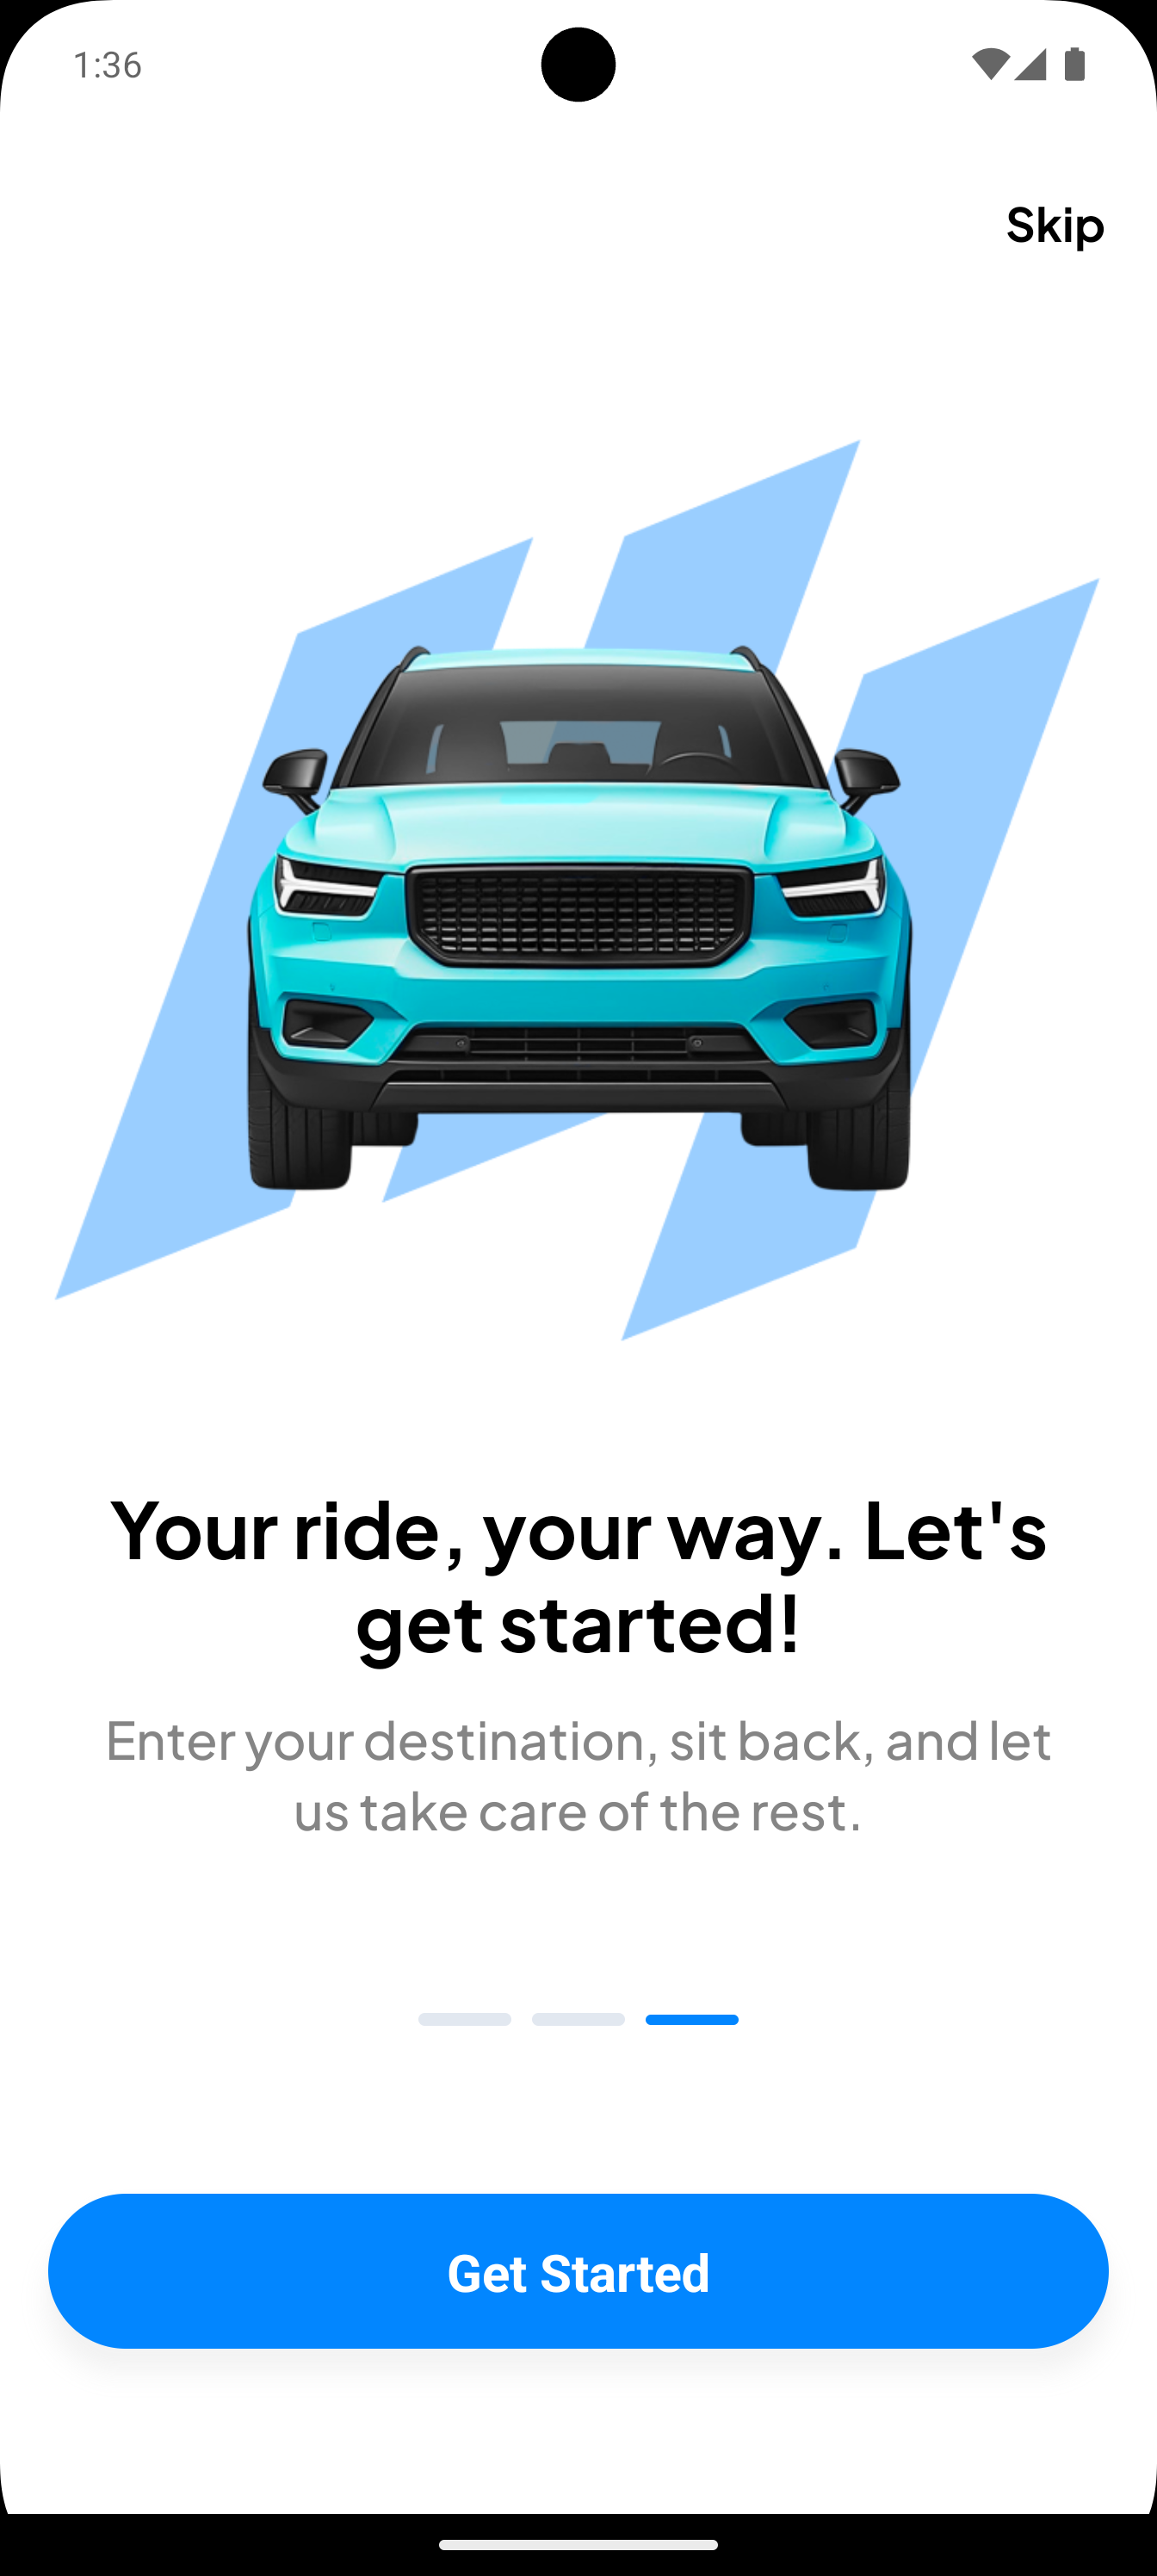 1:36
Skip
Your ride, your way. Let's
get started!
Enter your destination, sit back, and let
us take care of the rest.
Get Started